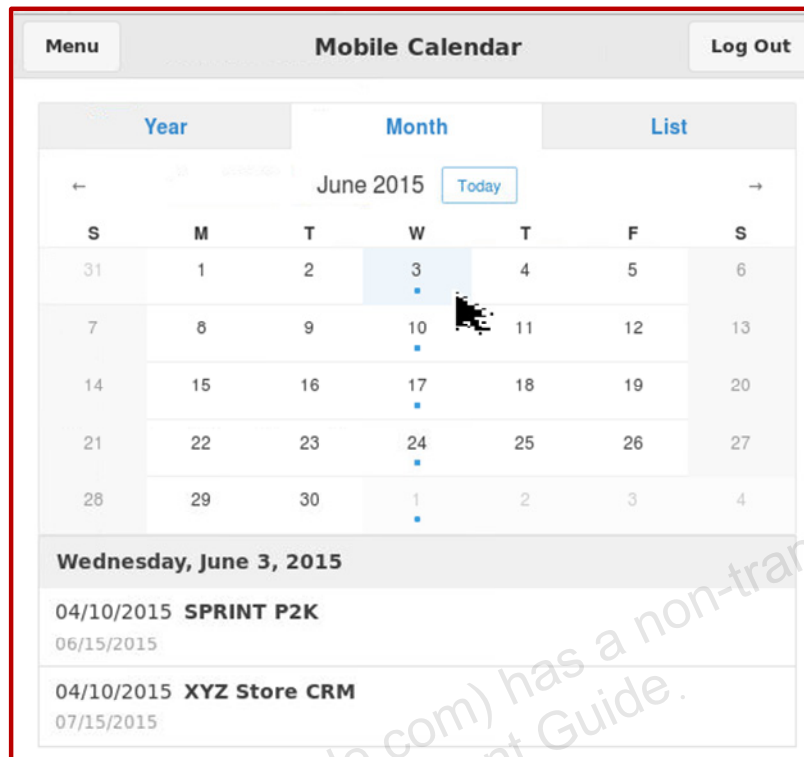 Menu Mobile Calendar Log Out
Year Month List
← June 2015 Today →
S M T W T F S
31 1 2 3 4 5 6
7 8 9 10 11 12 13
14 15 16 17 18 19 20
21 22 23 24 25 26 27
28 29 30 1 2 3 4
Wednesday, June 3, 2015
04/10/2015 SPRINT P2K
06/15/2015
04/10/2015 XYZ Store CRM
07/15/2015
com) has a non-tran
Guide.